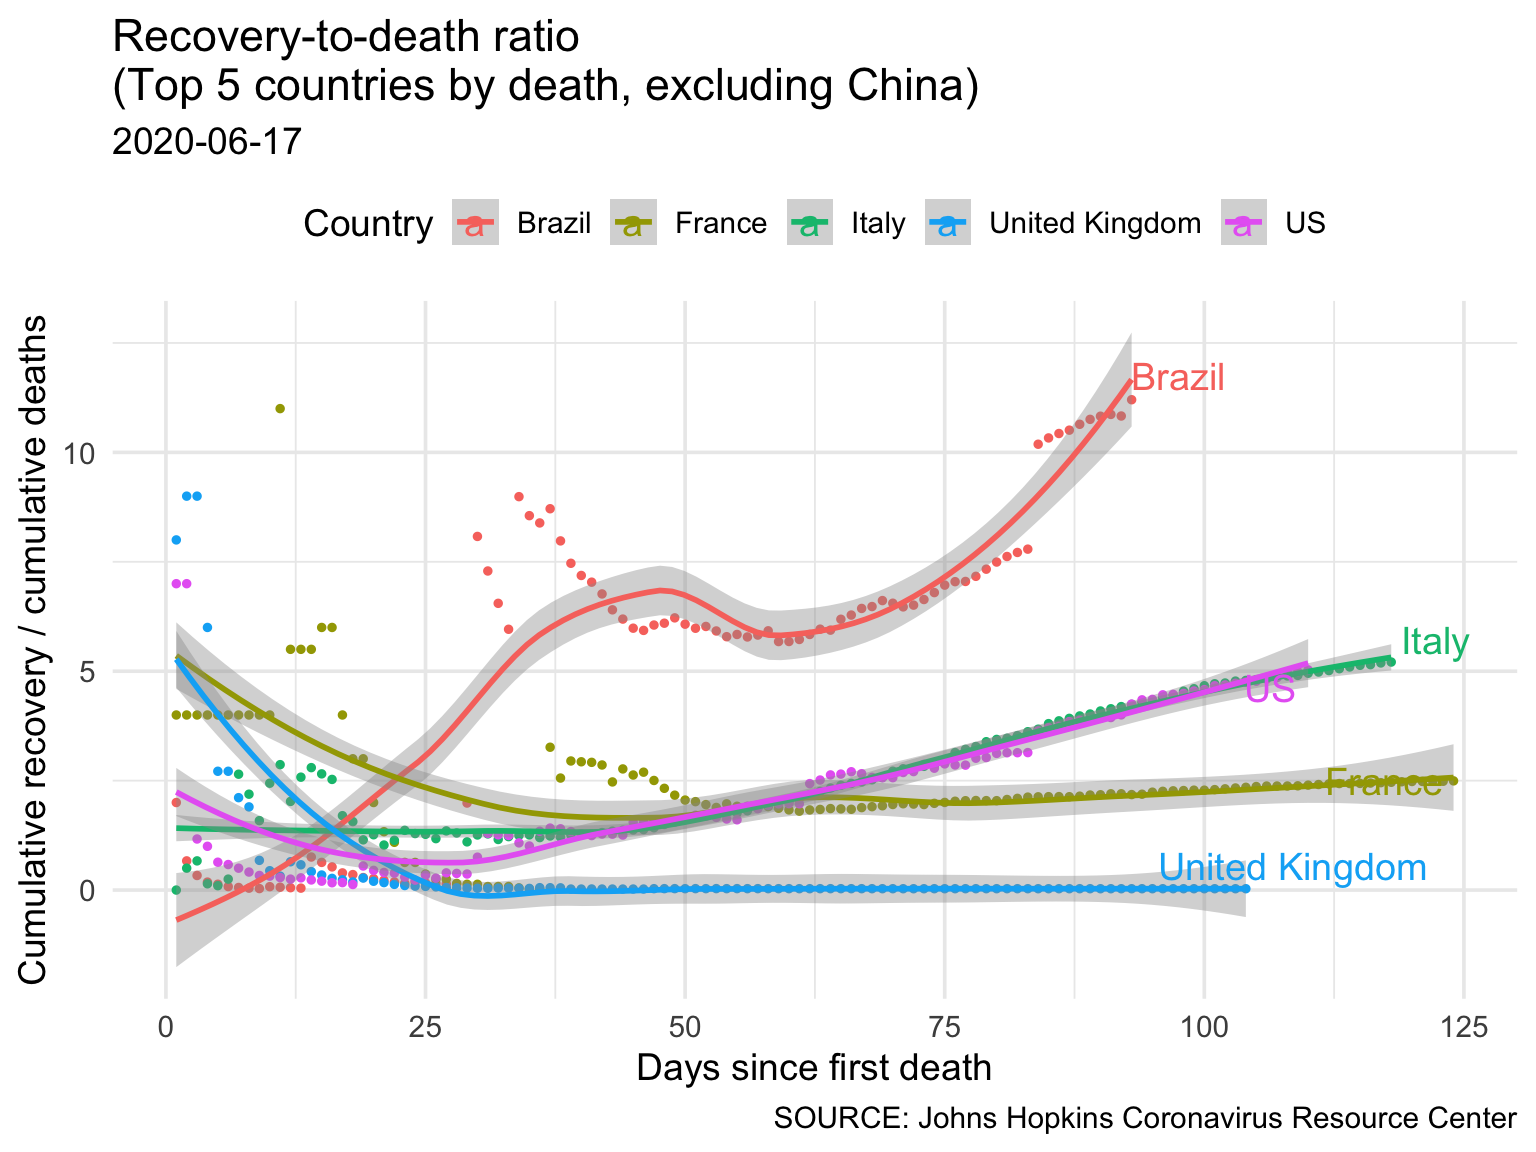 Recovery-to-death ratio
(Top 5 countries by death, excluding China)
2020-06-17
Country a Brazil a France a Italy a United Kingdom a US
Cumulative recovery / cumulative deaths
10
5
0
Brazil
Italy
US
France
United Kingdom
0 25 50 75 100 125
Days since first death
SOURCE: Johns Hopkins Coronavirus Resource Center